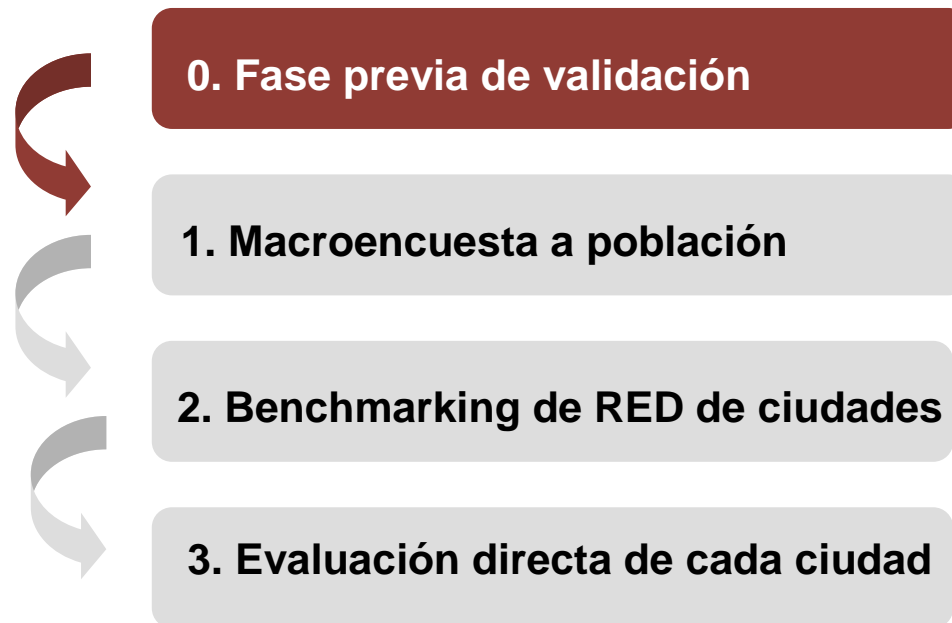 0. Fase previa de validación
1. Macroencuesta a población
2. Benchmarking de RED de ciudades
3. Evaluación directa de cada ciudad